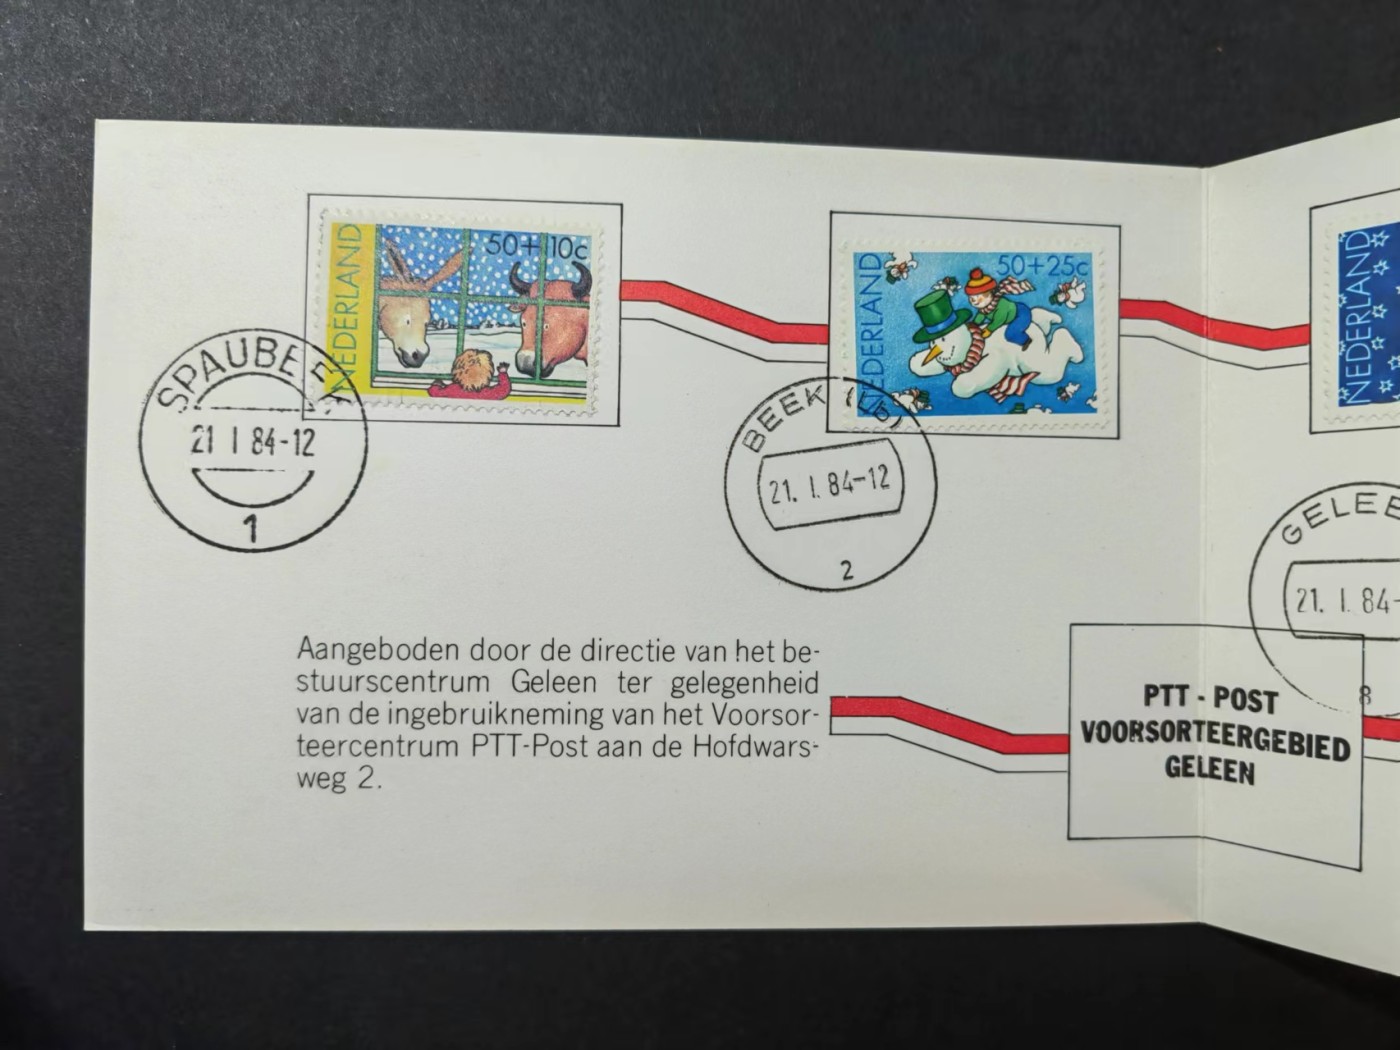 NEDERLAND
50+10c
NEDERLAND
50+25c
NEDERLAND
21 I 84-12
1
BEEK
21. I. 84-12
2
21. I. 84-
8
Aangeboden door de directie van het be-
stuurscentrum Geleen ter gelegenheid
van de ingebruikneming van het Voorsor-
teercentrum PTT-Post aan de Hofdwars-
weg 2.
PTT - POST
VOORSORTEERGEBIED
GELEEN